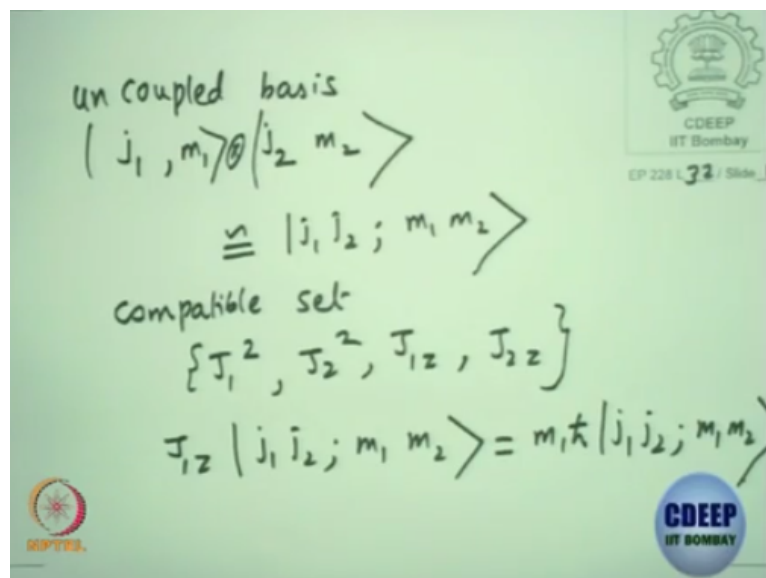 un coupled basis
| j₁ , m₁⟩⊗|j₂ m₂⟩
≅ |j₁ j₂ ; m₁ m₂⟩
compatible set
{J₁², J₂², J₁z, J₂z}
J₁z |j₁ j₂ ; m₁ m₂⟩ = m₁ħ |j₁ j₂ ; m₁ m₂⟩
CDEEP
IIT Bombay
EP 228 L 32 / Slide
NPTEL
CDEEP
IIT BOMBAY